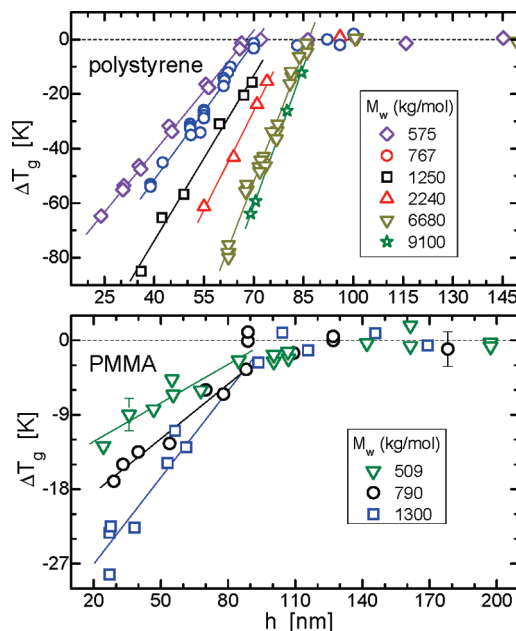 0
-20
-40
-60
-80
ΔTg [K]
polystyrene
Mw (kg/mol)
575
767
1250
2240
6680
9100
25 40 55 70 85 100 115 130 145
0
-9
-18
-27
ΔTg [K]
PMMA
Mw (kg/mol)
509
790
1300
20 50 80 110 140 170 200
h [nm]